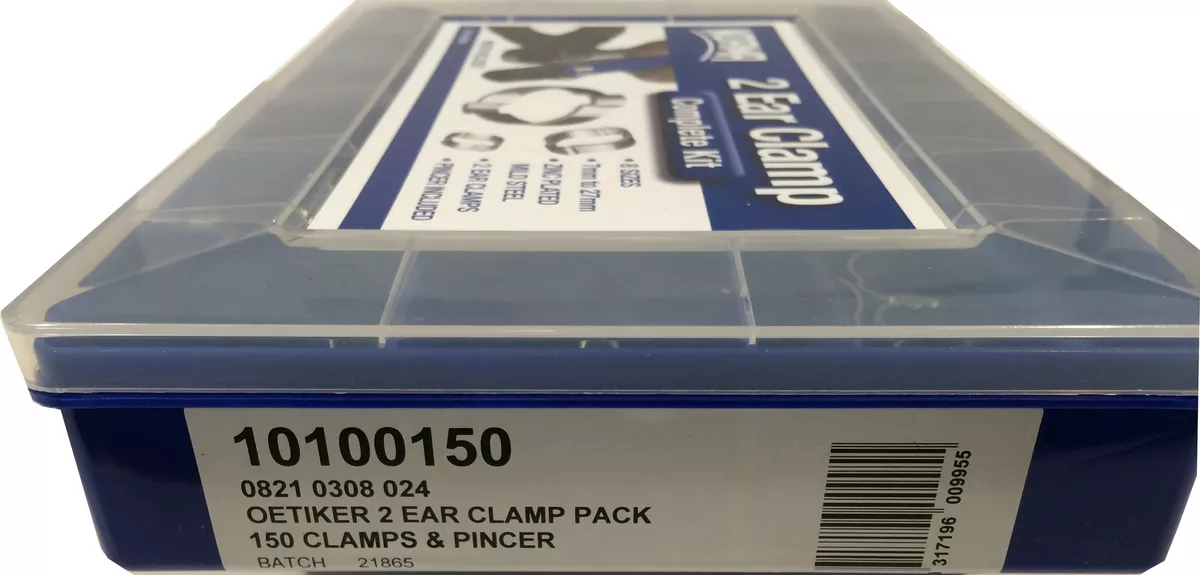 2 Ear Clamp
Complete Kit
• 8 SIZES
• 7mm to 27mm
• ZINC PLATED
MILD STEEL
• 2 EAR CLAMPS
• PINCER INCLUDED
10100150
0821 0308 024
OETIKER 2 EAR CLAMP PACK
150 CLAMPS & PINCER
BATCH 21865
317196 009955